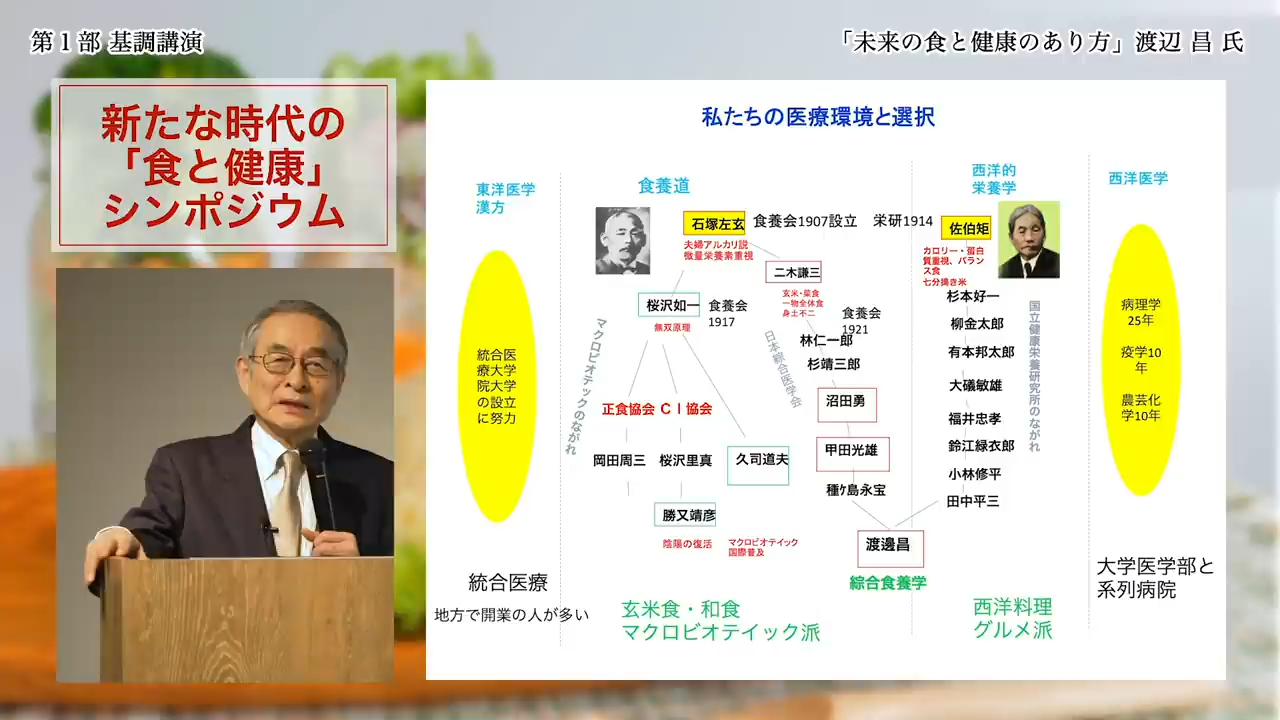 第1部 基調講演
「未来の食と健康のあり方」渡辺 昌 氏
新たな時代の
「食と健康」
シンポジウム
私たちの医療環境と選択
東洋医学
漢方
食養道
西洋的
栄養学
西洋医学
石塚左玄
食養会1907設立
栄研1914
佐伯矩
夫婦アルカリ説
微量栄養素重視
カロリー・蛋白
質重視、バラン
ス食
七分搗き米
二木謙三
玄米・菜食
一物全体食
身土不二
桜沢如一
食養会
1917
無双原理
食養会
1921
林仁一郎
杉靖三郎
マクロビオテイックのながれ
日本綜合医学会
国立健康栄養研究所のながれ
杉本好一
柳金太郎
有本邦太郎
大礒敏雄
福井忠孝
鈴江緑衣郎
小林修平
田中平三
統合医
療大学
院大学
の設立
に努力
病理学
25年
疫学10
年
農芸化
学10年
沼田勇
正食協会
CI協会
甲田光雄
岡田周三
桜沢里真
久司道夫
種ケ島永宝
勝又靖彦
陰陽の復活
マクロビオテイック
国際普及
渡邊昌
綜合食養学
統合医療
地方で開業の人が多い
玄米食・和食
マクロビオテイック派
西洋料理
グルメ派
大学医学部と
系列病院